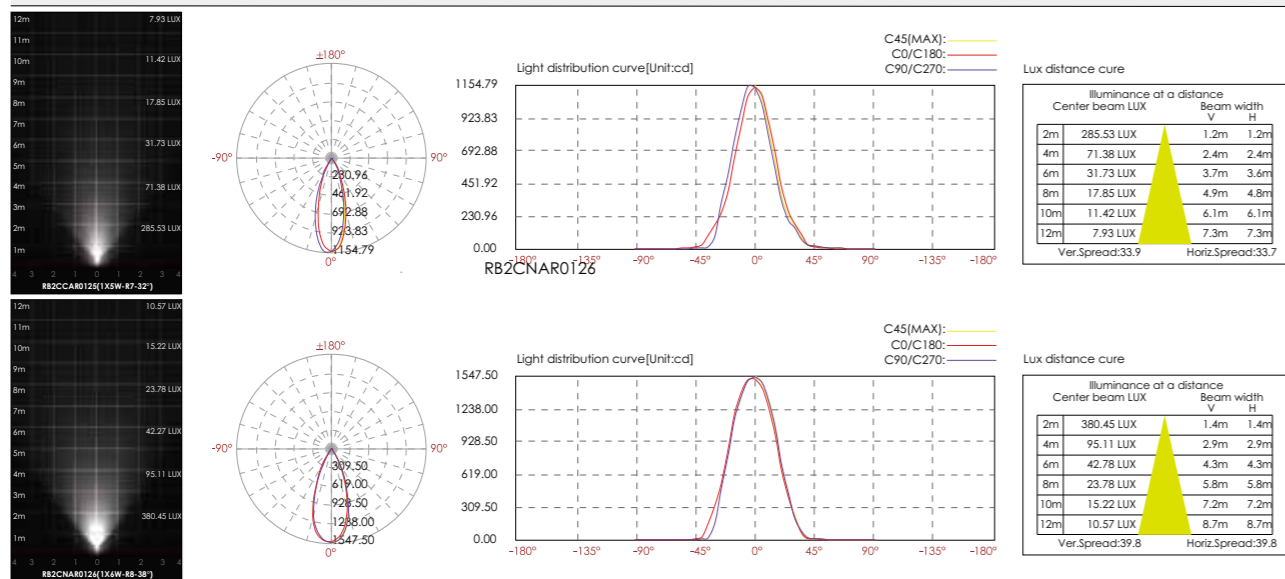 12m 7.93 LUX
11m
10m 11.42 LUX
9m
8m 17.85 LUX
7m
6m 31.73 LUX
5m
4m 71.38 LUX
3m
2m 285.53 LUX
1m
4 3 2 1 0 1 2 3 4
RB2CCAR0125(1X5W-R7-32°)
±180°
-90° 90°
230.96
461.92
692.88
923.83
1154.79
0°
C45(MAX):
C0/C180:
C90/C270:
Light distribution curve[Unit:cd]
1154.79
923.83
692.88
451.92
230.96
0.00
-180° -135° -90° -45° 0° 45° 90° -135° -180°
RB2CNAR0126
Lux distance cure
Illuminance at a distance
Center beam LUX Beam width
V H
2m 285.53 LUX 1.2m 1.2m
4m 71.38 LUX 2.4m 2.4m
6m 31.73 LUX 3.7m 3.6m
8m 17.85 LUX 4.9m 4.8m
10m 11.42 LUX 6.1m 6.1m
12m 7.93 LUX 7.3m 7.3m
Ver.Spread:33.9 Horiz.Spread:33.7
12m 10.57 LUX
11m
10m 15.22 LUX
9m
8m 23.78 LUX
7m
6m 42.27 LUX
5m
4m 95.11 LUX
3m
2m 380.45 LUX
1m
4 3 2 1 0 1 2 3 4
RB2CNAR0126(1X6W-R8-38°)
±180°
-90° 90°
309.50
619.00
928.50
1238.00
1547.50
0°
C45(MAX):
C0/C180:
C90/C270:
Light distribution curve[Unit:cd]
1547.50
1238.00
928.50
619.00
309.50
0.00
-180° -135° -90° -45° 0° 45° 90° -135° -180°
Lux distance cure
Illuminance at a distance
Center beam LUX Beam width
V H
2m 380.45 LUX 1.4m 1.4m
4m 95.11 LUX 2.9m 2.9m
6m 42.78 LUX 4.3m 4.3m
8m 23.78 LUX 5.8m 5.8m
10m 15.22 LUX 7.2m 7.2m
12m 10.57 LUX 8.7m 8.7m
Ver.Spread:39.8 Horiz.Spread:39.8